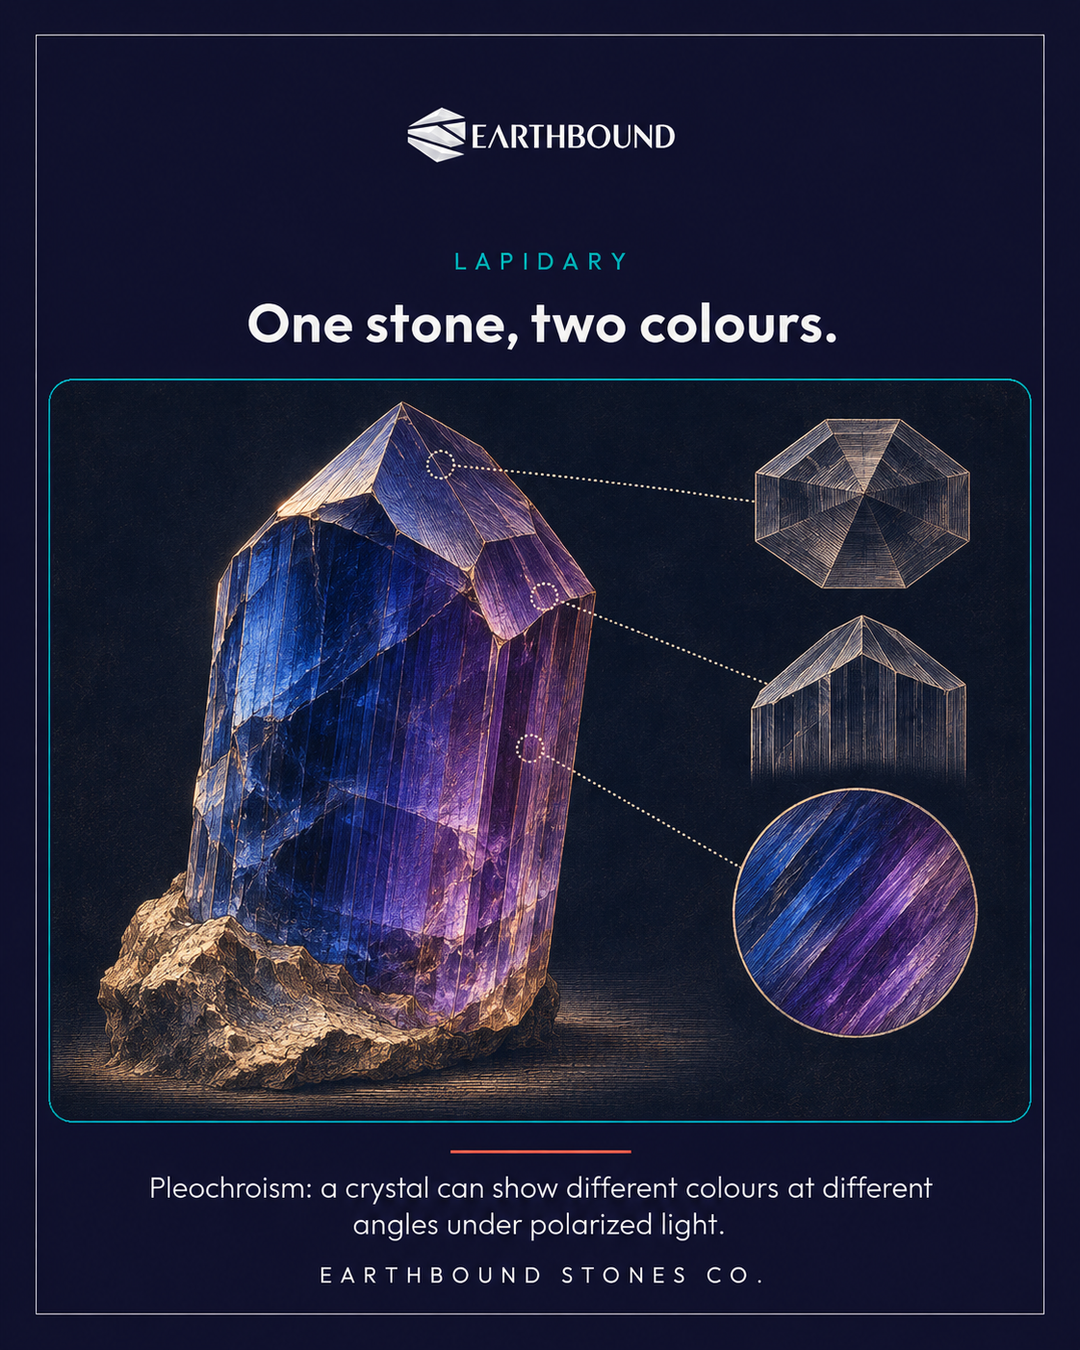 EARTHBOUND
LAPIDARY
One stone, two colours.
Pleochroism: a crystal can show different colours at different
angles under polarized light.
EARTHBOUND STONES CO.